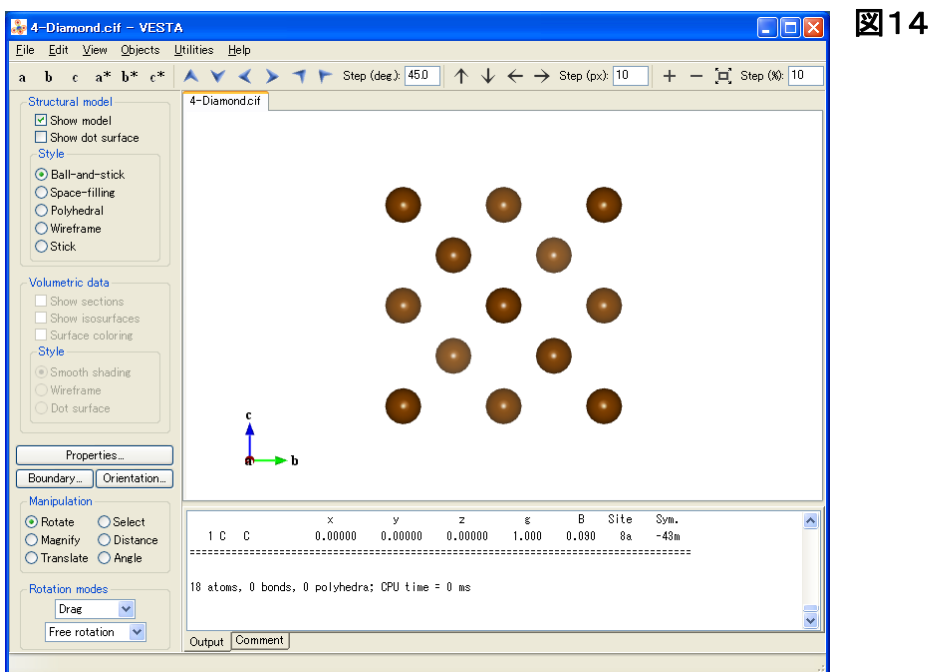 図14
4-Diamond.cif - VESTA
File Edit View Objects Utilities Help
a b c a* b* c* Step (deg.): 45.0 Step (px): 10 Step (%): 10
4-Diamond.cif
Structural model
Show model
Show dot surface
Style
Ball-and-stick
Space-filling
Polyhedral
Wireframe
Stick
Volumetric data
Show sections
Show isosurfaces
Surface coloring
Style
Smooth shading
Wireframe
Dot surface
Properties...
Boundary... Orientation...
Manipulation
Rotate Select
Magnify Distance
Translate Angle
Rotation modes
Drag
Free rotation
c
a b
x y z g B Site Sym.
1 C C 0.00000 0.00000 0.00000 1.000 0.090 8a -43m
==============================================================================
18 atoms, 0 bonds, 0 polyhedra; CPU time = 0 ms
Output Comment